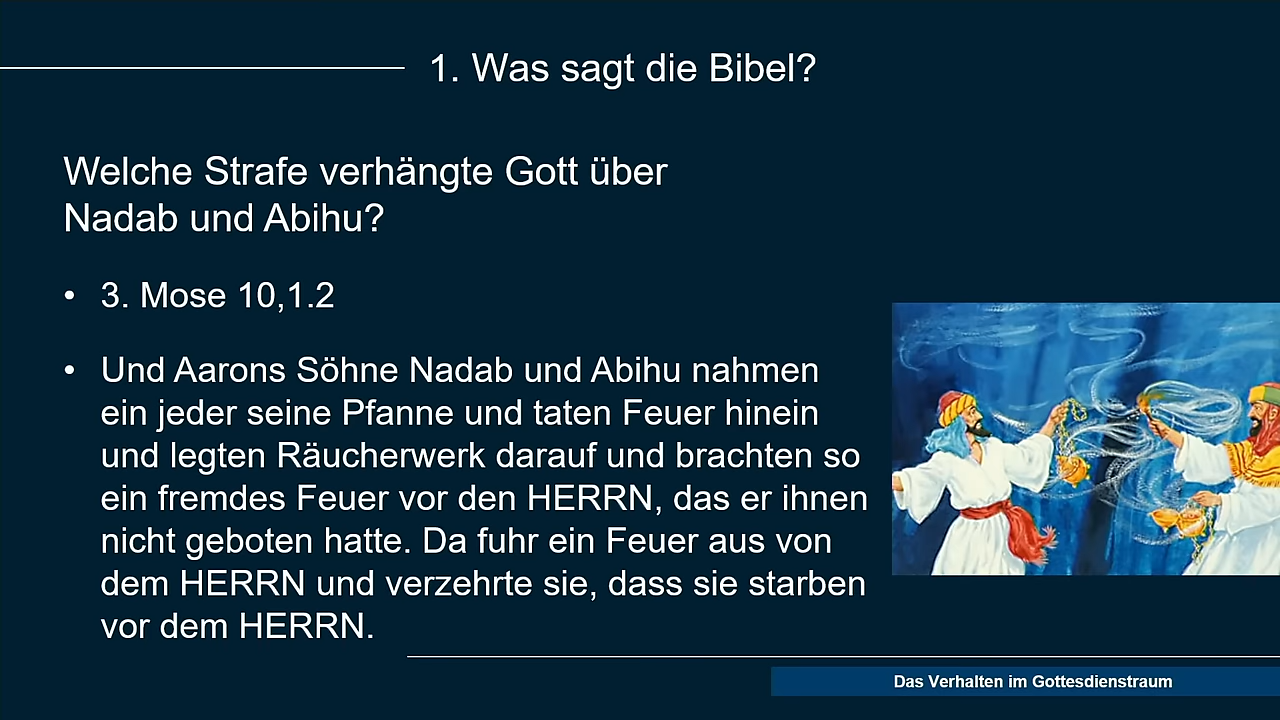 1. Was sagt die Bibel?
Welche Strafe verhängte Gott über
Nadab und Abihu?
• 3. Mose 10,1.2
• Und Aarons Söhne Nadab und Abihu nahmen
ein jeder seine Pfanne und taten Feuer hinein
und legten Räucherwerk darauf und brachten so
ein fremdes Feuer vor den HERRN, das er ihnen
nicht geboten hatte. Da fuhr ein Feuer aus von
dem HERRN und verzehrte sie, dass sie starben
vor dem HERRN.
Das Verhalten im Gottesdienstraum